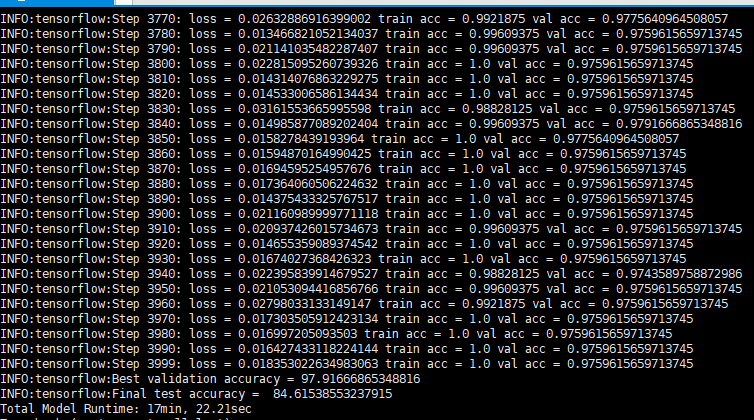 INFO:tensorflow:Step 3770: loss = 0.02632886916399002 train acc = 0.9921875 val acc = 0.9775640964508057
INFO:tensorflow:Step 3780: loss = 0.013466821052134037 train acc = 0.99609375 val acc = 0.9759615659713745
INFO:tensorflow:Step 3790: loss = 0.021141035482287407 train acc = 0.99609375 val acc = 0.9759615659713745
INFO:tensorflow:Step 3800: loss = 0.022815095260739326 train acc = 1.0 val acc = 0.9759615659713745
INFO:tensorflow:Step 3810: loss = 0.014314076863229275 train acc = 1.0 val acc = 0.9759615659713745
INFO:tensorflow:Step 3820: loss = 0.014533006586134434 train acc = 1.0 val acc = 0.9759615659713745
INFO:tensorflow:Step 3830: loss = 0.03161553665995598 train acc = 0.98828125 val acc = 0.9759615659713745
INFO:tensorflow:Step 3840: loss = 0.014985877089202404 train acc = 0.99609375 val acc = 0.9791666865348816
INFO:tensorflow:Step 3850: loss = 0.0158278439193964 train acc = 1.0 val acc = 0.9775640964508057
INFO:tensorflow:Step 3860: loss = 0.01594870164990425 train acc = 1.0 val acc = 0.9759615659713745
INFO:tensorflow:Step 3870: loss = 0.01694595254957676 train acc = 1.0 val acc = 0.9759615659713745
INFO:tensorflow:Step 3880: loss = 0.017364060506224632 train acc = 1.0 val acc = 0.9759615659713745
INFO:tensorflow:Step 3890: loss = 0.014375433325767517 train acc = 1.0 val acc = 0.9759615659713745
INFO:tensorflow:Step 3900: loss = 0.021160989999771118 train acc = 1.0 val acc = 0.9759615659713745
INFO:tensorflow:Step 3910: loss = 0.020937426015734673 train acc = 0.99609375 val acc = 0.9759615659713745
INFO:tensorflow:Step 3920: loss = 0.014655359089374542 train acc = 1.0 val acc = 0.9759615659713745
INFO:tensorflow:Step 3930: loss = 0.01674027368426323 train acc = 1.0 val acc = 0.9759615659713745
INFO:tensorflow:Step 3940: loss = 0.022395839914679527 train acc = 0.98828125 val acc = 0.9743589758872986
INFO:tensorflow:Step 3950: loss = 0.021053094416856766 train acc = 0.99609375 val acc = 0.9759615659713745
INFO:tensorflow:Step 3960: loss = 0.02798033133149147 train acc = 0.9921875 val acc = 0.9759615659713745
INFO:tensorflow:Step 3970: loss = 0.017303505912423134 train acc = 1.0 val acc = 0.9759615659713745
INFO:tensorflow:Step 3980: loss = 0.016997205093503 train acc = 1.0 val acc = 0.9759615659713745
INFO:tensorflow:Step 3990: loss = 0.016427433118224144 train acc = 1.0 val acc = 0.9759615659713745
INFO:tensorflow:Step 3999: loss = 0.018353022634983063 train acc = 1.0 val acc = 0.9759615659713745
INFO:tensorflow:Best validation accuracy = 97.91666865348816
INFO:tensorflow:Final test accuracy =  84.61538553237915
Total Model Runtime: 17min, 22.21sec